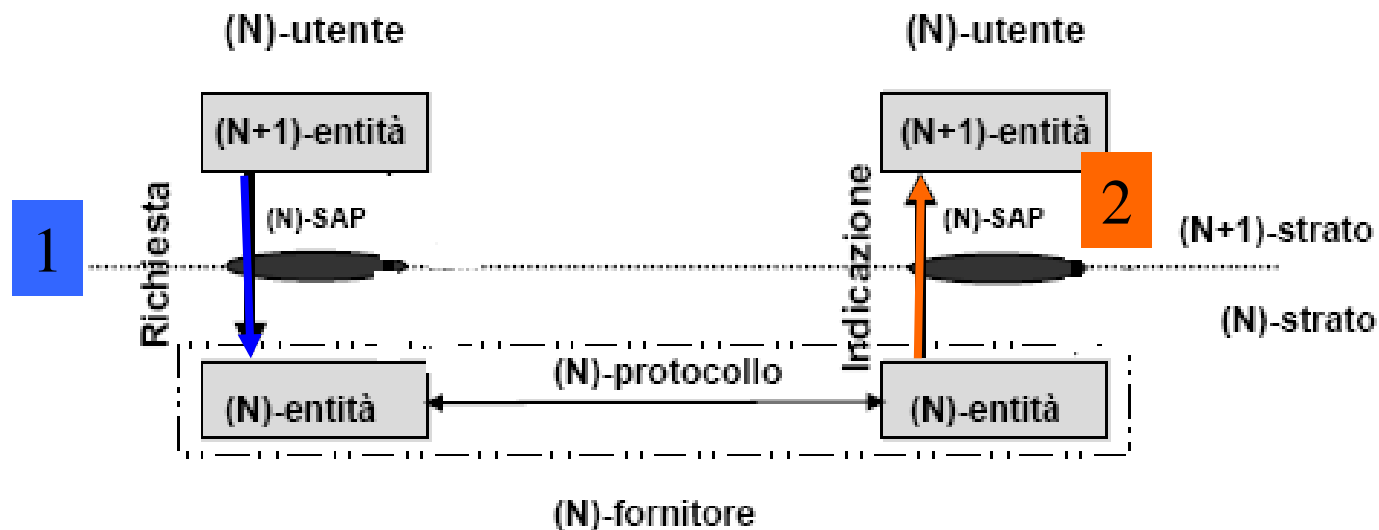 (N)-utente
(N)-utente
(N+1)-entità
(N+1)-entità
Richiesta
(N)-SAP
Indicazione
(N)-SAP
1
2
(N+1)-strato
(N)-strato
(N)-entità
(N)-protocollo
(N)-entità
(N)-fornitore